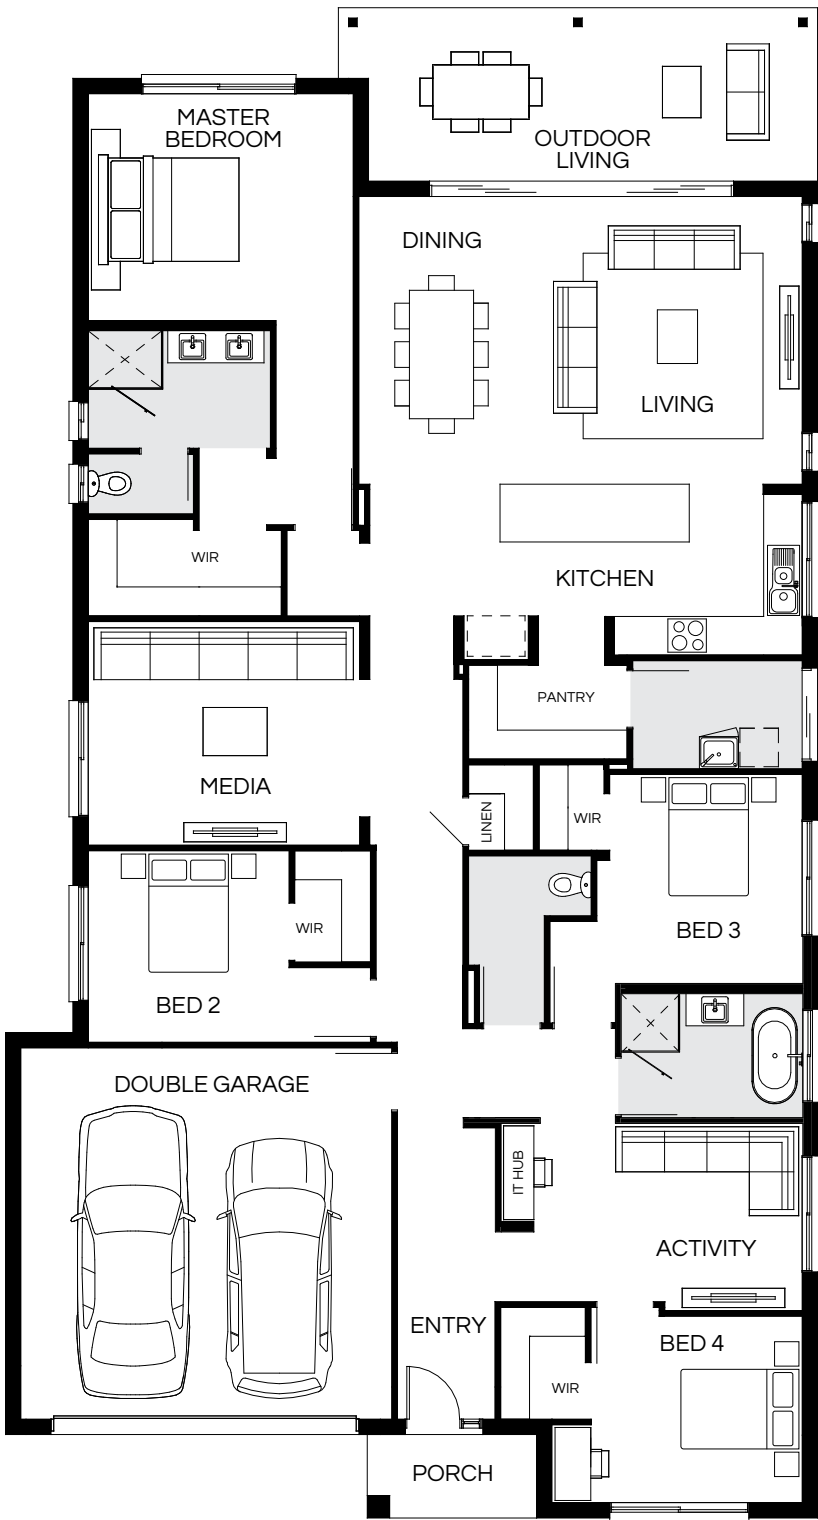 MASTER
BEDROOM
OUTDOOR
LIVING
DINING
LIVING
WIR
KITCHEN
PANTRY
MEDIA
LINEN
WIR
WIR
BED 3
BED 2
DOUBLE GARAGE
IT HUB
ACTIVITY
ENTRY
BED 4
WIR
PORCH